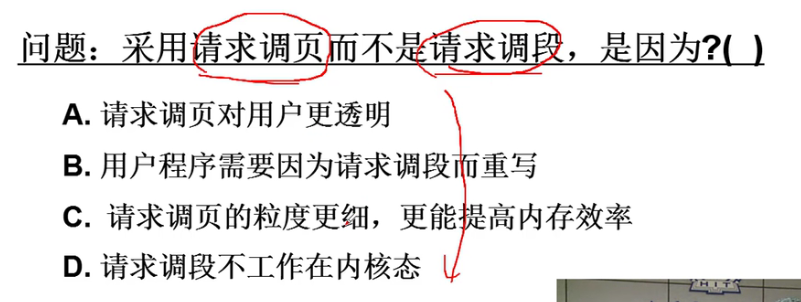 问题：采用请求调页而不是请求调段，是因为?( )
A. 请求调页对用户更透明
B. 用户程序需要因为请求调段而重写
C. 请求调页的粒度更细，更能提高内存效率
D. 请求调段不工作在内核态